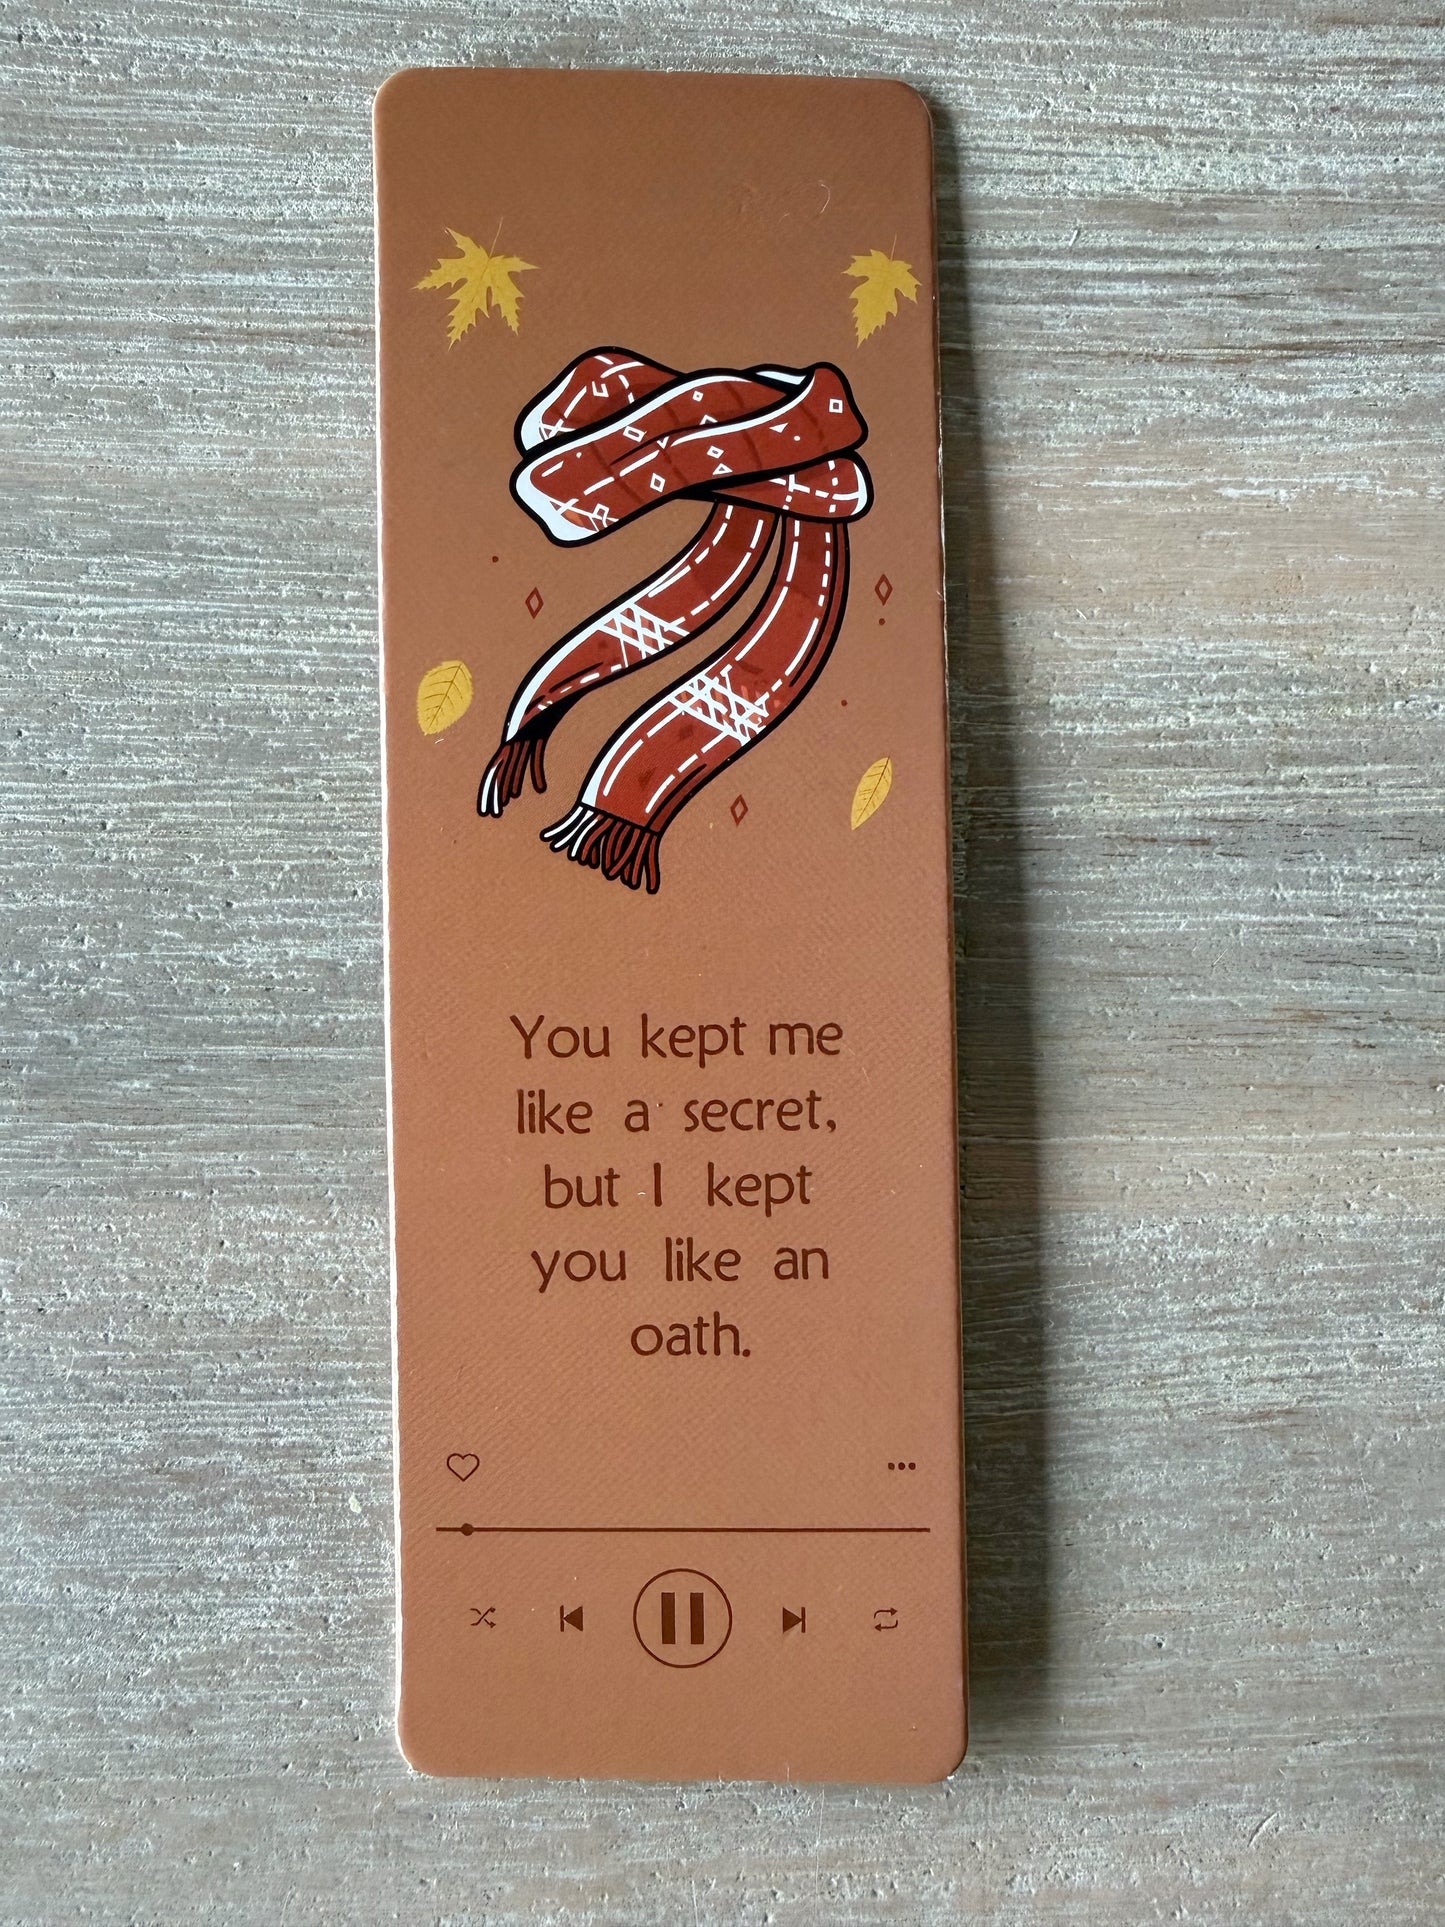 You kept me
like a secret,
but I kept
you like an
oath.